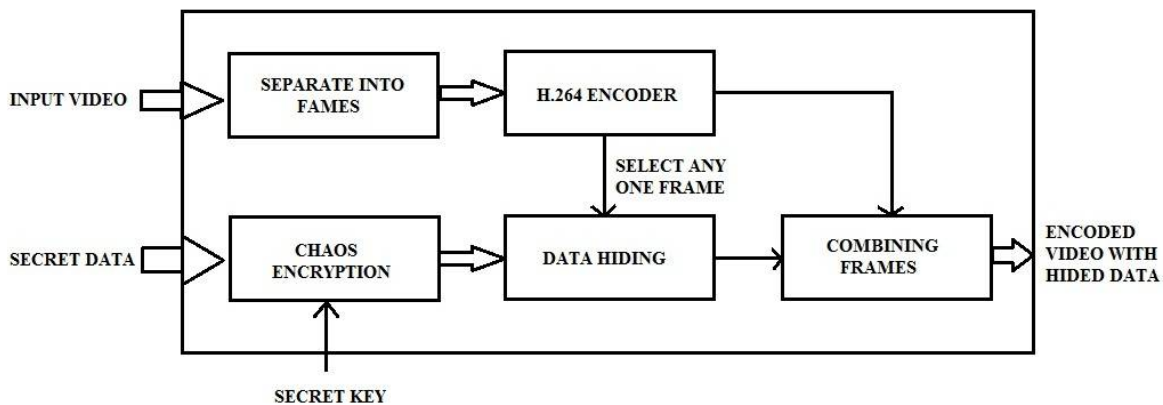 INPUT VIDEO
SEPARATE INTO
FAMES
H.264 ENCODER
SELECT ANY
ONE FRAME
SECRET DATA
CHAOS
ENCRYPTION
DATA HIDING
COMBINING
FRAMES
ENCODED
VIDEO WITH
HIDED DATA
SECRET KEY